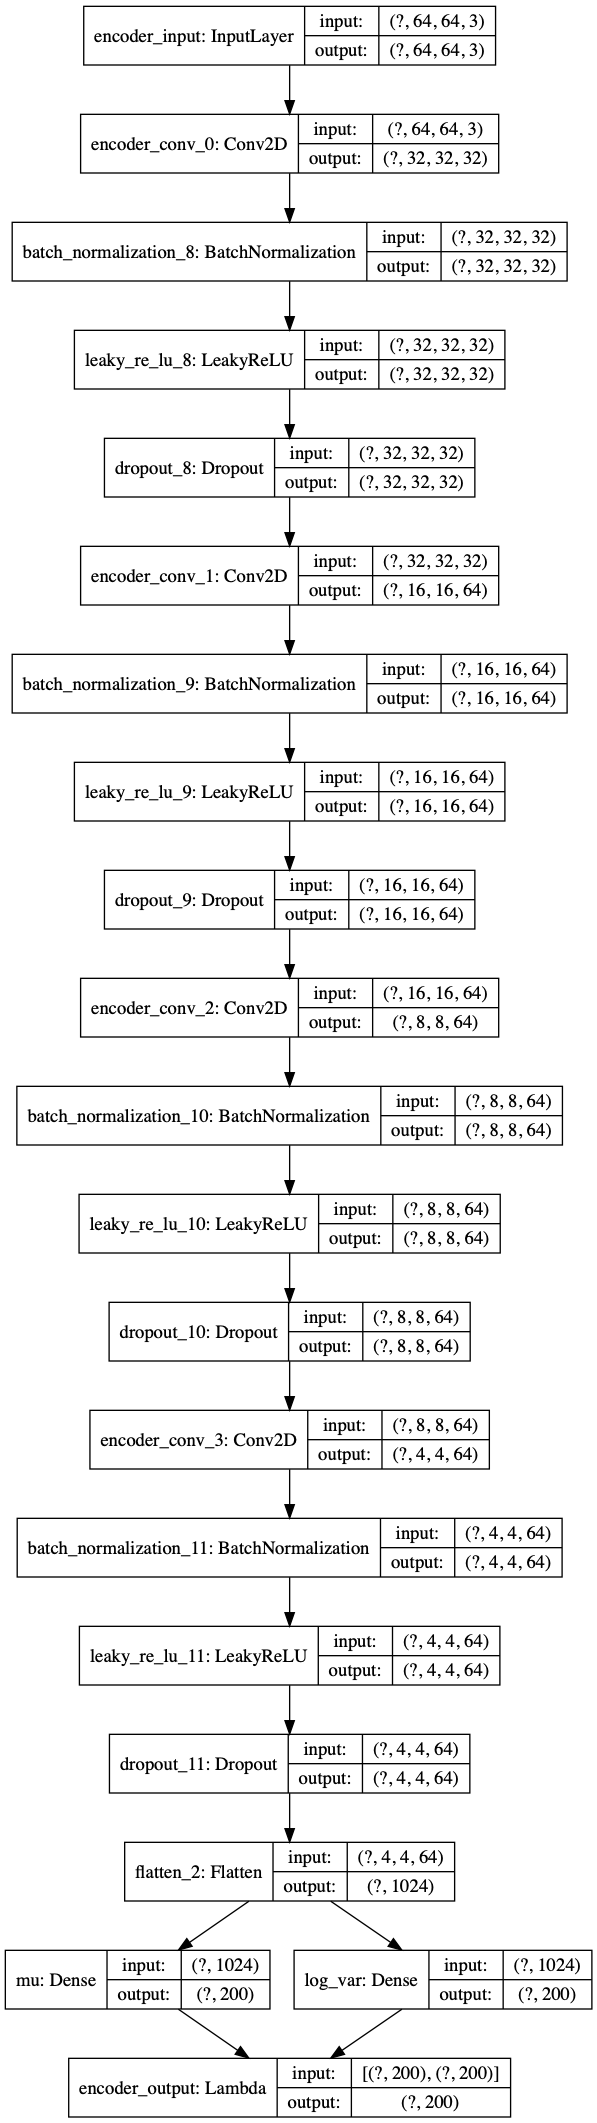 encoder_input: InputLayer
input: (?, 64, 64, 3)
output: (?, 64, 64, 3)
encoder_conv_0: Conv2D
input: (?, 64, 64, 3)
output: (?, 32, 32, 32)
batch_normalization_8: BatchNormalization
input: (?, 32, 32, 32)
output: (?, 32, 32, 32)
leaky_re_lu_8: LeakyReLU
input: (?, 32, 32, 32)
output: (?, 32, 32, 32)
dropout_8: Dropout
input: (?, 32, 32, 32)
output: (?, 32, 32, 32)
encoder_conv_1: Conv2D
input: (?, 32, 32, 32)
output: (?, 16, 16, 64)
batch_normalization_9: BatchNormalization
input: (?, 16, 16, 64)
output: (?, 16, 16, 64)
leaky_re_lu_9: LeakyReLU
input: (?, 16, 16, 64)
output: (?, 16, 16, 64)
dropout_9: Dropout
input: (?, 16, 16, 64)
output: (?, 16, 16, 64)
encoder_conv_2: Conv2D
input: (?, 16, 16, 64)
output: (?, 8, 8, 64)
batch_normalization_10: BatchNormalization
input: (?, 8, 8, 64)
output: (?, 8, 8, 64)
leaky_re_lu_10: LeakyReLU
input: (?, 8, 8, 64)
output: (?, 8, 8, 64)
dropout_10: Dropout
input: (?, 8, 8, 64)
output: (?, 8, 8, 64)
encoder_conv_3: Conv2D
input: (?, 8, 8, 64)
output: (?, 4, 4, 64)
batch_normalization_11: BatchNormalization
input: (?, 4, 4, 64)
output: (?, 4, 4, 64)
leaky_re_lu_11: LeakyReLU
input: (?, 4, 4, 64)
output: (?, 4, 4, 64)
dropout_11: Dropout
input: (?, 4, 4, 64)
output: (?, 4, 4, 64)
flatten_2: Flatten
input: (?, 4, 4, 64)
output: (?, 1024)
mu: Dense
input: (?, 1024)
output: (?, 200)
log_var: Dense
input: (?, 1024)
output: (?, 200)
encoder_output: Lambda
input: [(?, 200), (?, 200)]
output: (?, 200)